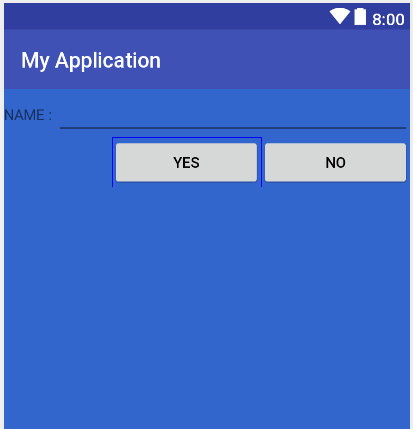 8:00
My Application
NAME :
YES NO